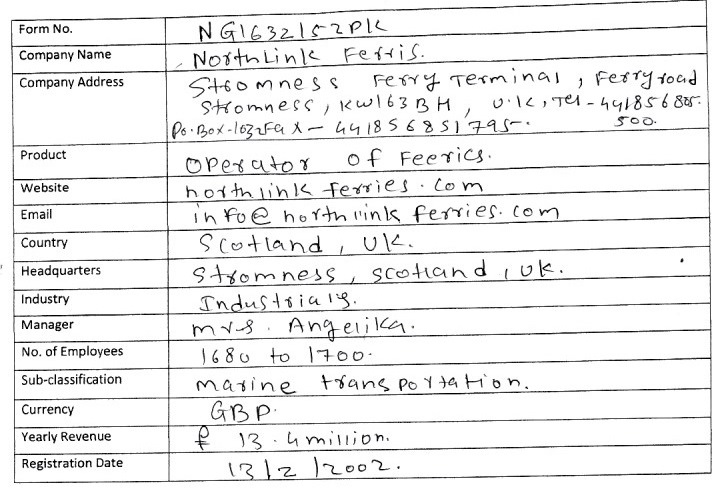 Form No. NG1632152PK
Company Name Northlink Ferris.
Company Address Stromness Ferry Terminal, Ferry road
Stromness, KW163BH, U.K, Tel - 441856885-
Po.Box-1032Fax - 441856851795-. 500.
Product Operator of Feerics.
Website northlink ferries.com
Email info@northlink ferries.com
Country Scotland, UK.
Headquarters Stromness, scotland, UK.
Industry Industrials.
Manager mrs. Angelika.
No. of Employees 1680 to 1700.
Sub-classification marine transportation.
Currency GBP.
Yearly Revenue £ 13.4 million.
Registration Date 13/2/2002.